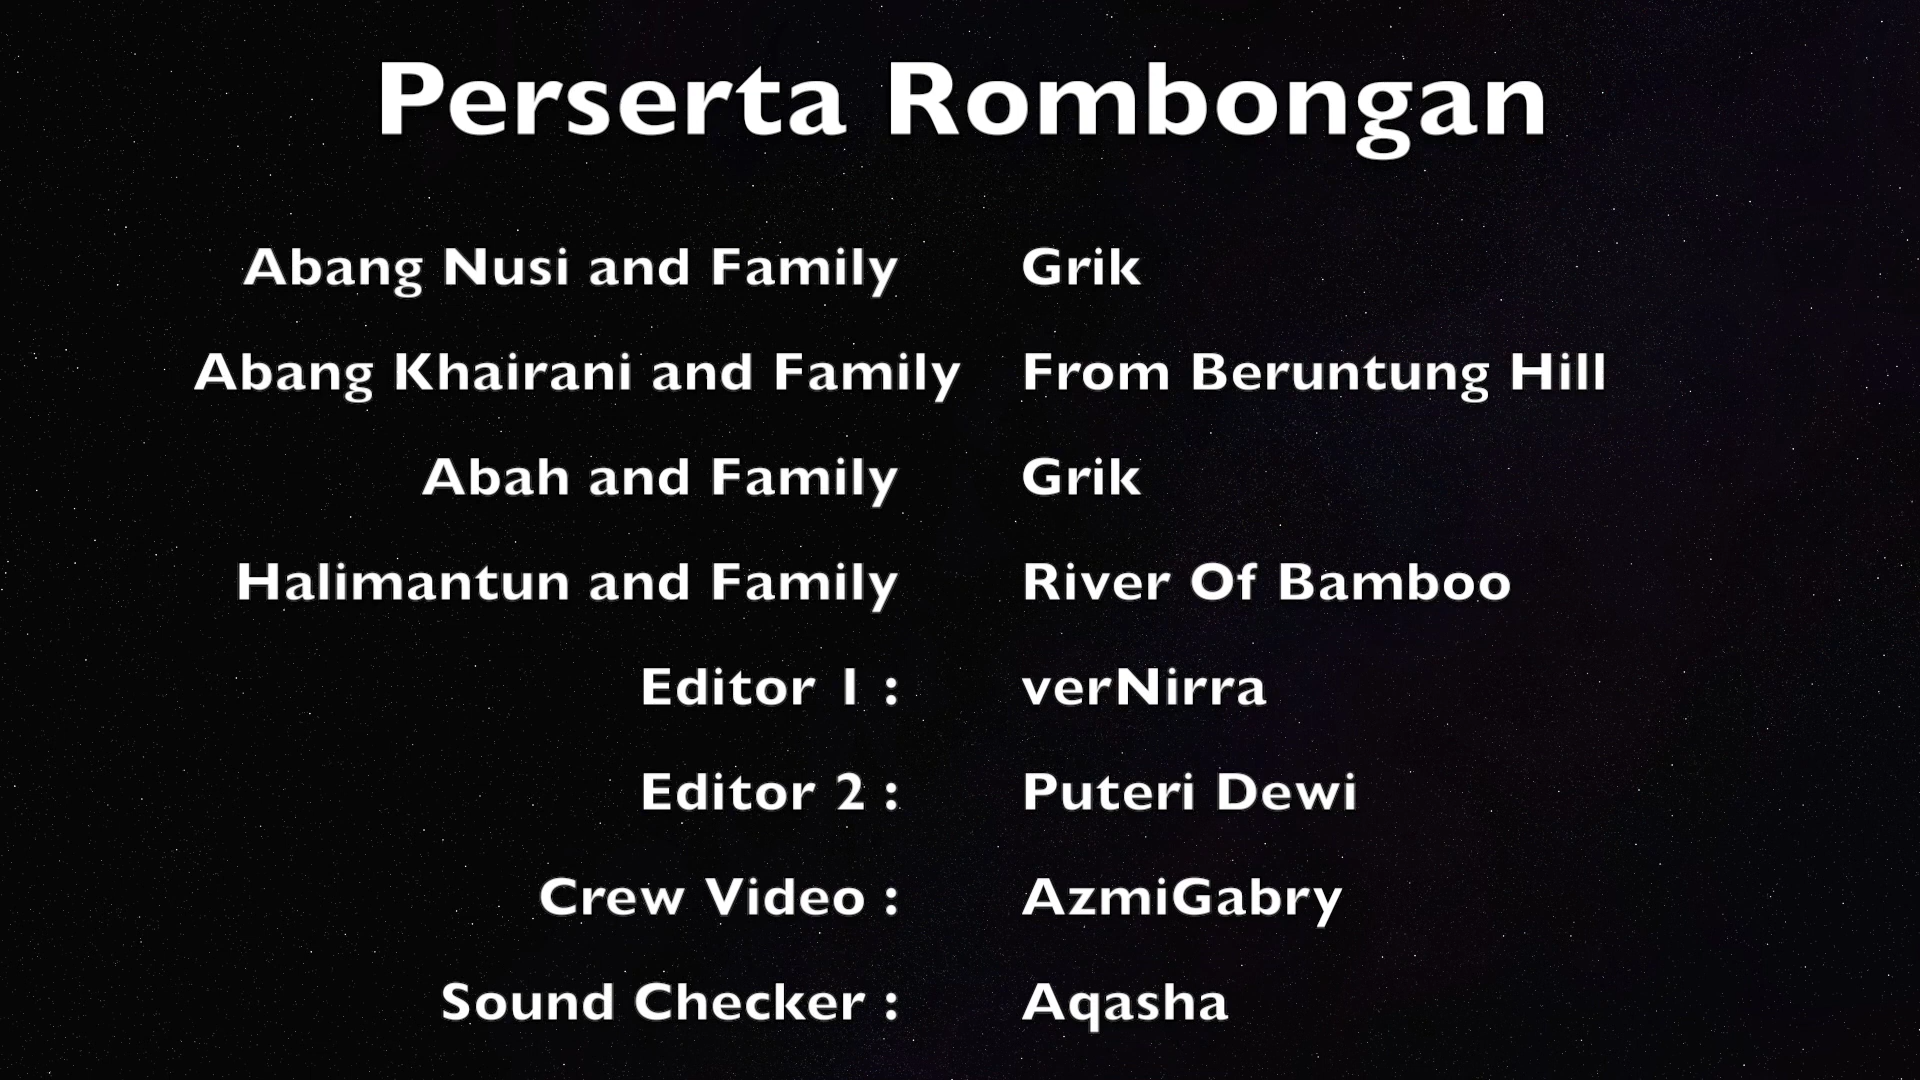 Perserta Rombongan
Abang Nusi and Family Grik
Abang Khairani and Family From Beruntung Hill
Abah and Family Grik
Halimantun and Family River Of Bamboo
Editor 1 : verNirra
Editor 2 : Puteri Dewi
Crew Video : AzmiGabry
Sound Checker : Aqasha